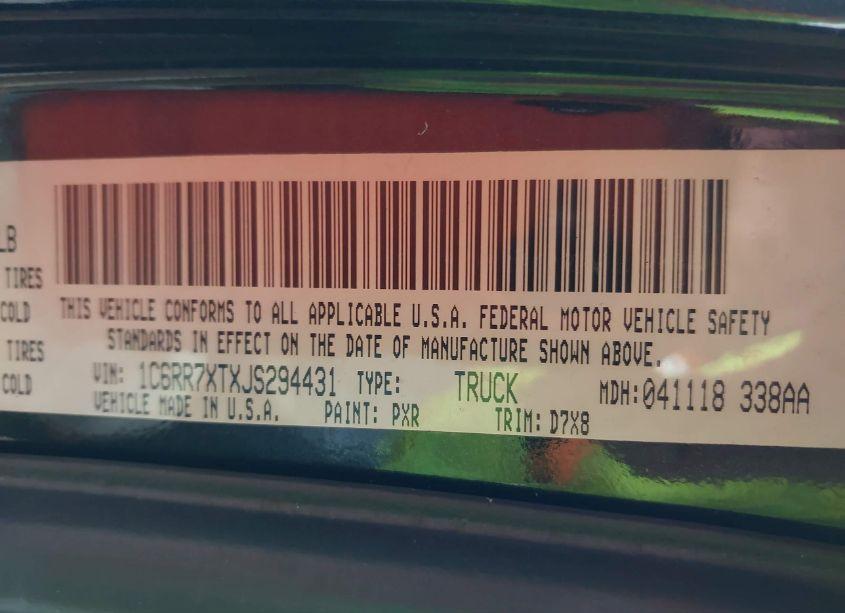 LB
TIRES
COLD
THIS VEHICLE CONFORMS TO ALL APPLICABLE U.S.A. FEDERAL MOTOR VEHICLE SAFETY
STANDARDS IN EFFECT ON THE DATE OF MANUFACTURE SHOWN ABOVE.
TIRES
COLD
VIN: 1C6RR7XTXJS294431 TYPE: TRUCK MDH:041118 338AA
VEHICLE MADE IN U.S.A. PAINT: PXR TRIM: D7X8